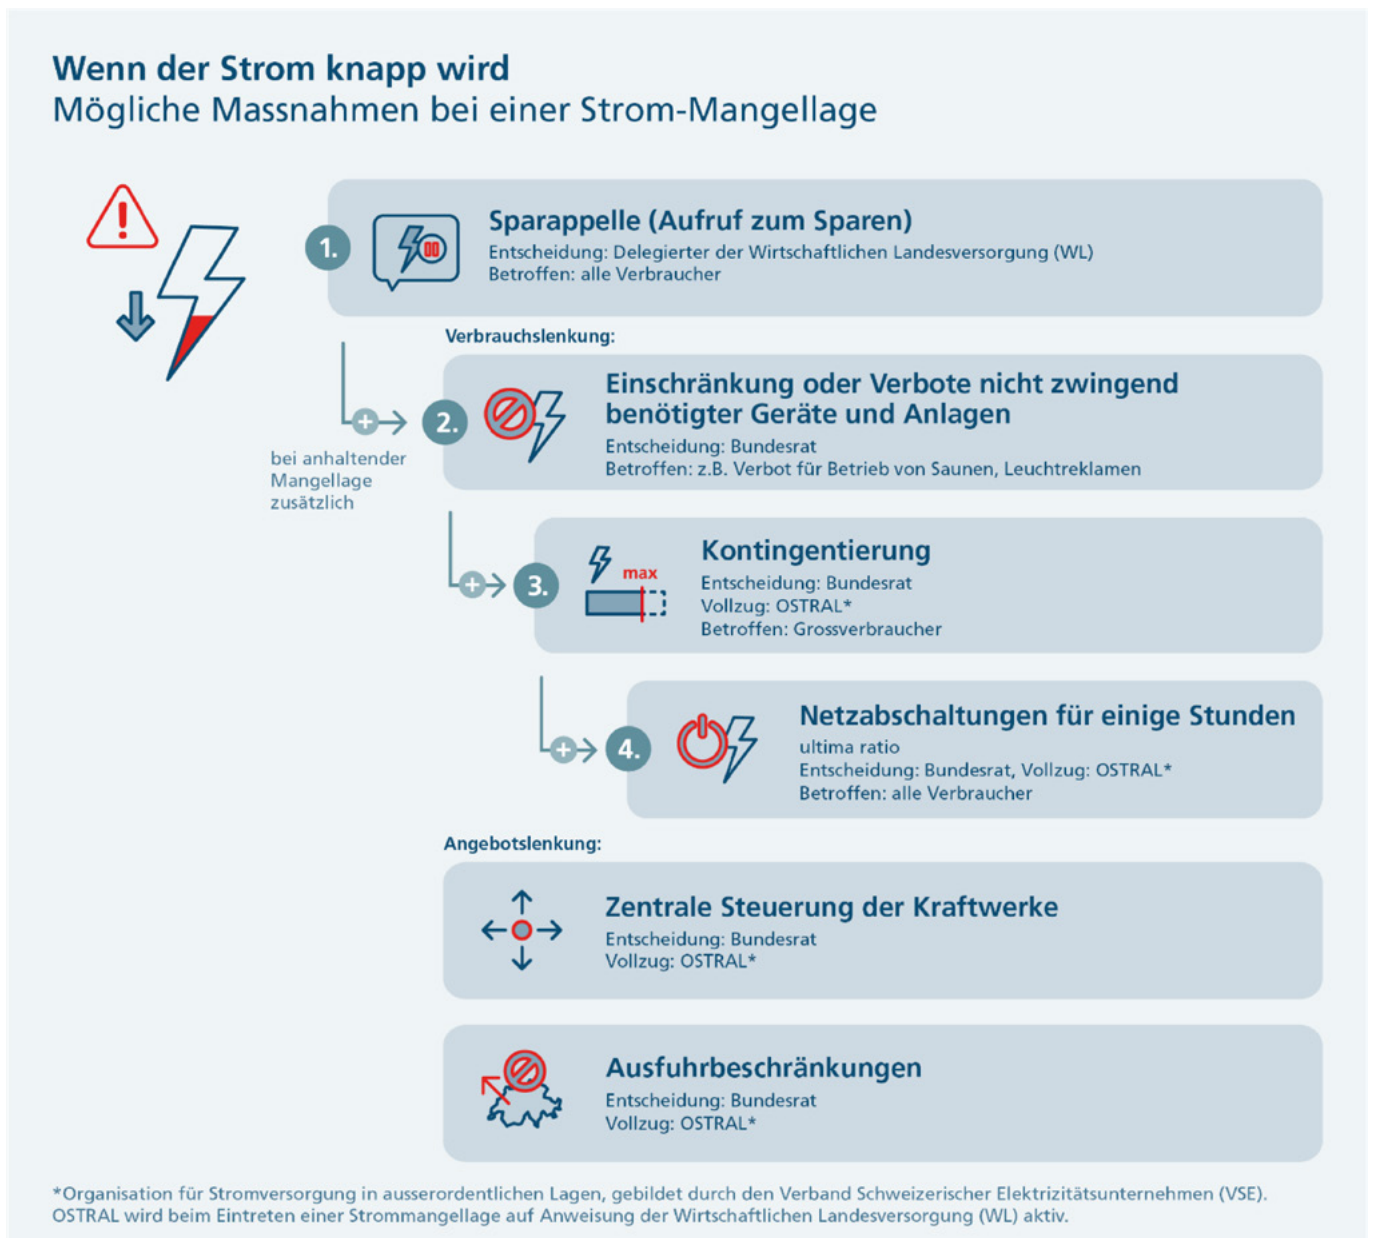 Wenn der Strom knapp wird
Mögliche Massnahmen bei einer Strom-Mangellage
1.
Sparappelle (Aufruf zum Sparen)
Entscheidung: Delegierter der Wirtschaftlichen Landesversorgung (WL)
Betroffen: alle Verbraucher
Verbrauchslenkung:
bei anhaltender
Mangellage
zusätzlich
2.
Einschränkung oder Verbote nicht zwingend
benötigter Geräte und Anlagen
Entscheidung: Bundesrat
Betroffen: z.B. Verbot für Betrieb von Saunen, Leuchtreklamen
3.
max
Kontingentierung
Entscheidung: Bundesrat
Vollzug: OSTRAL*
Betroffen: Grossverbraucher
4.
Netzabschaltungen für einige Stunden
ultima ratio
Entscheidung: Bundesrat, Vollzug: OSTRAL*
Betroffen: alle Verbraucher
Angebotslenkung:
Zentrale Steuerung der Kraftwerke
Entscheidung: Bundesrat
Vollzug: OSTRAL*
Ausfuhrbeschränkungen
Entscheidung: Bundesrat
Vollzug: OSTRAL*
*Organisation für Stromversorgung in ausserordentlichen Lagen, gebildet durch den Verband Schweizerischer Elektrizitätsunternehmen (VSE).
OSTRAL wird beim Eintreten einer Strommangellage auf Anweisung der Wirtschaftlichen Landesversorgung (WL) aktiv.